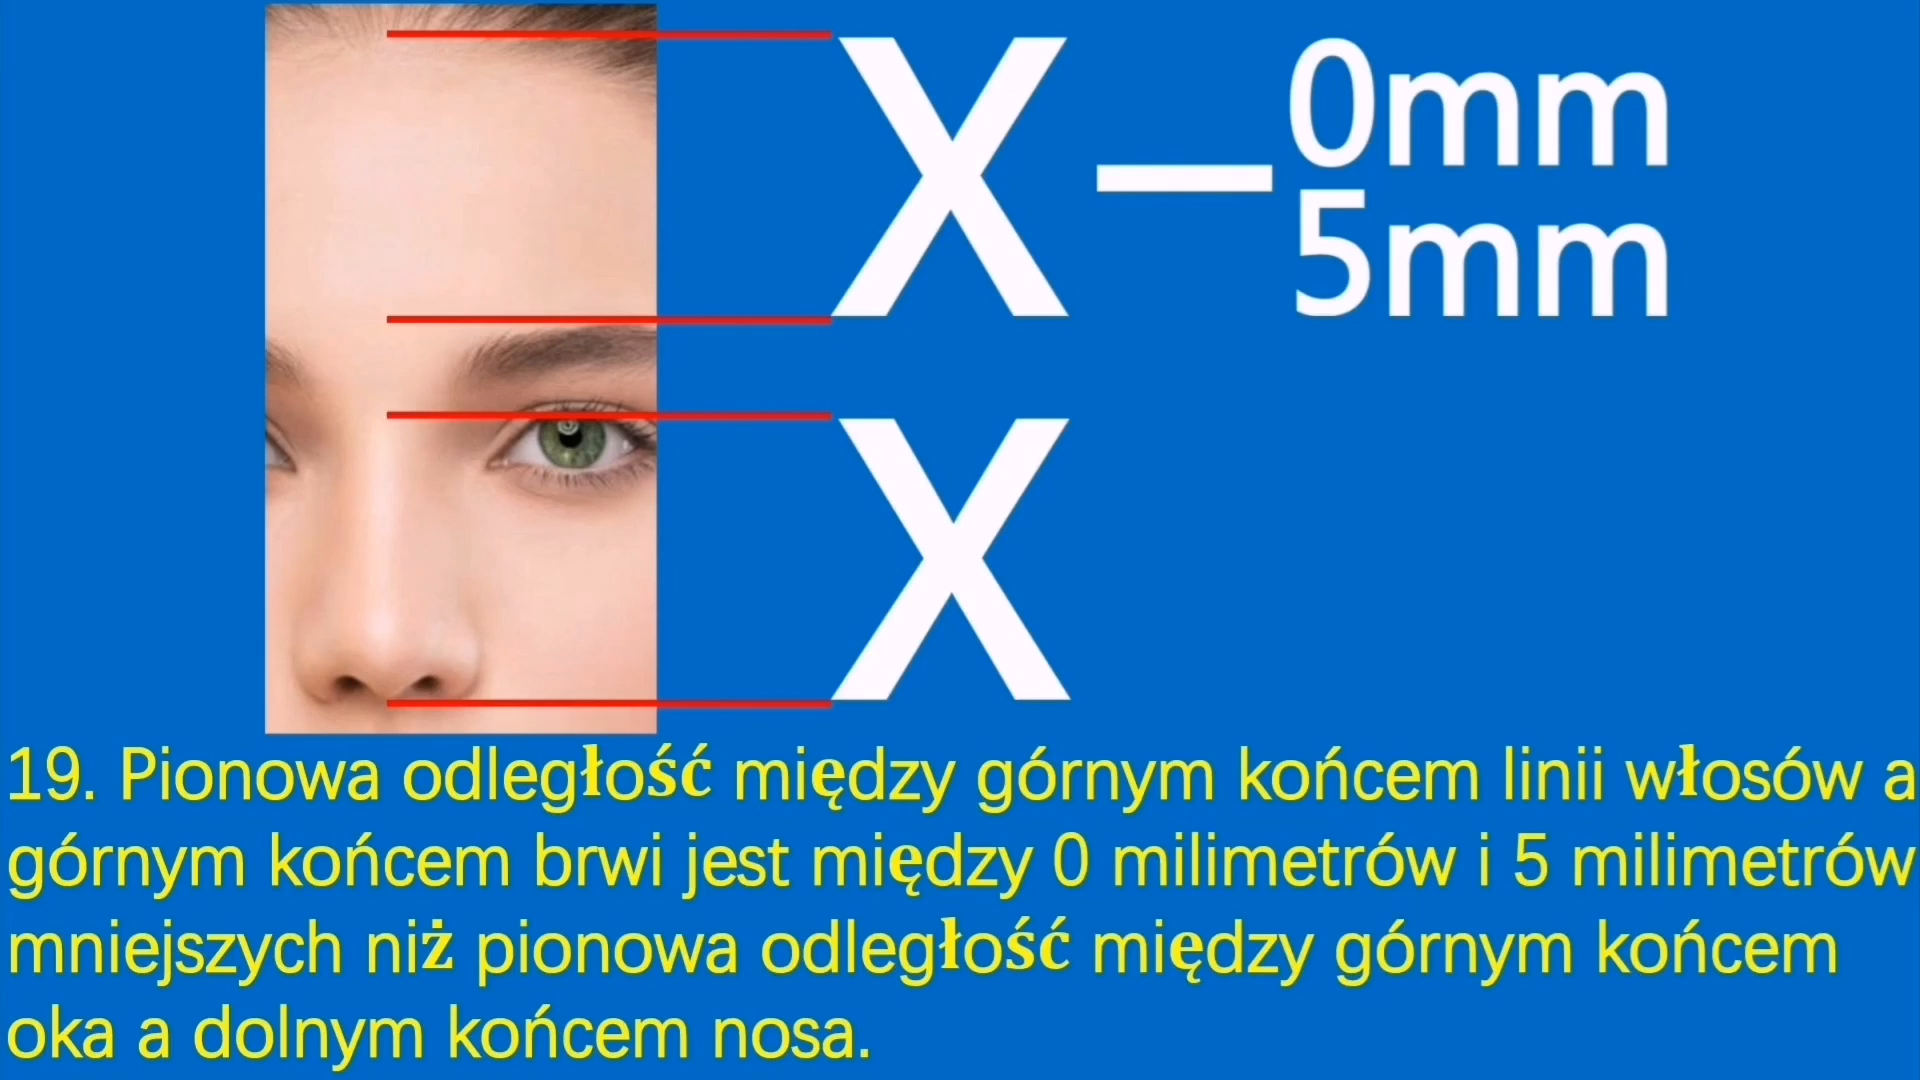 X
0mm
5mm
X
19. Pionowa odległość między górnym końcem linii włosów a
górnym końcem brwi jest między 0 milimetrów i 5 milimetrów
mniejszych niż pionowa odległość między górnym końcem
oka a dolnym końcem nosa.